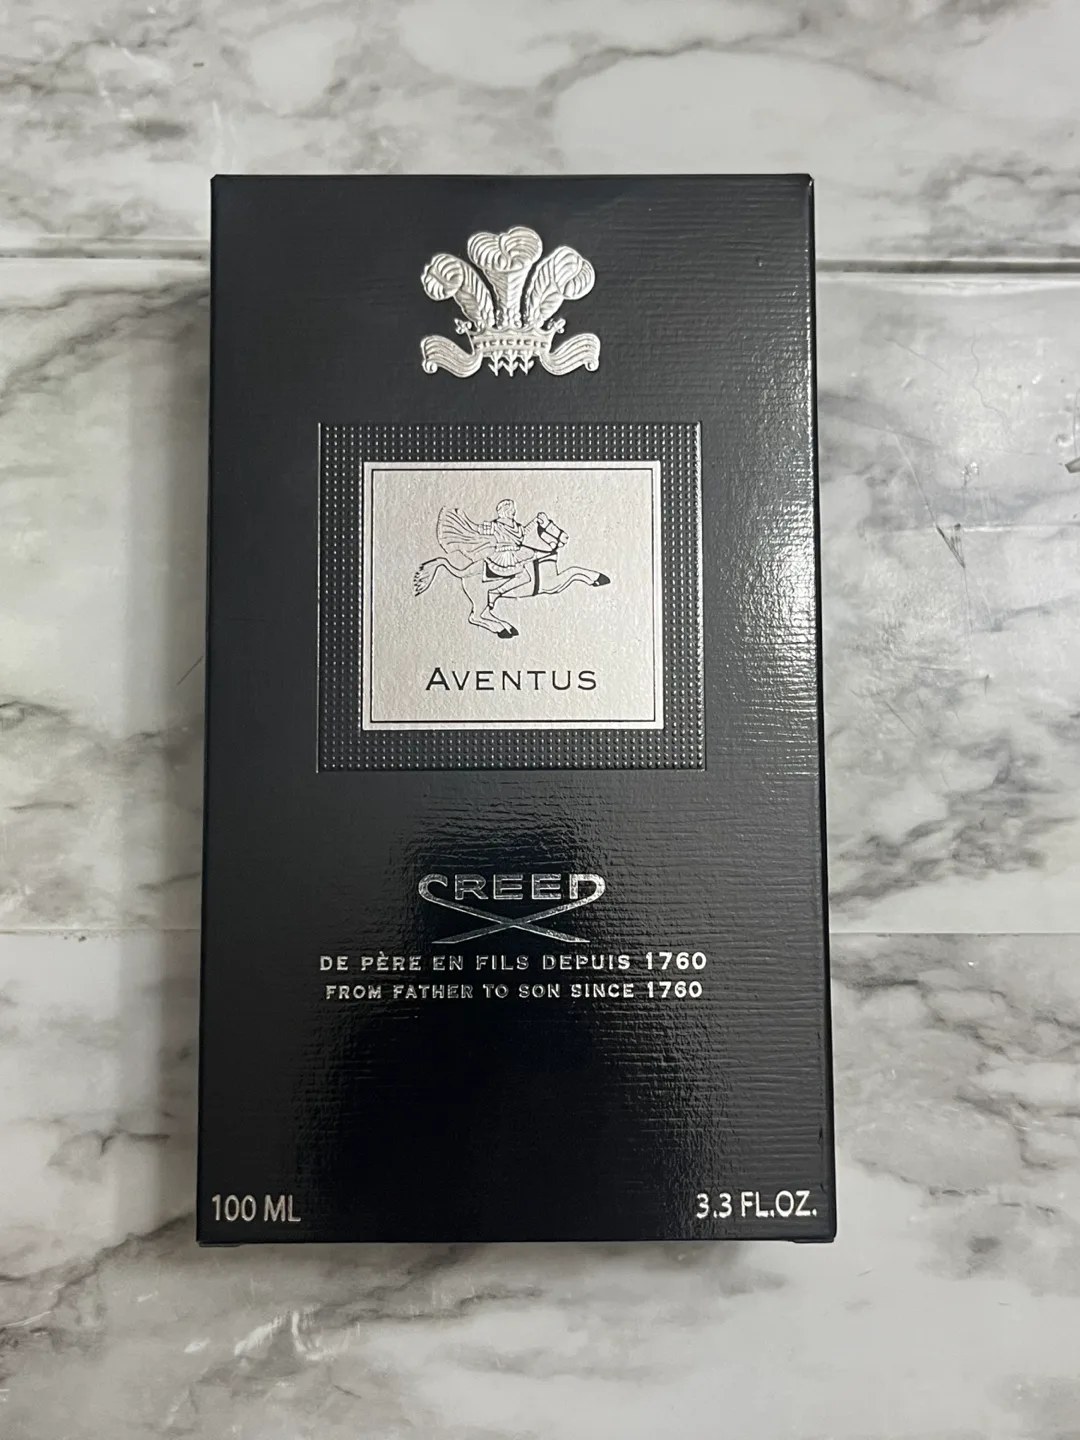 AVENTUS
CREED
DE PÈRE EN FILS DEPUIS 1760
FROM FATHER TO SON SINCE 1760
100 ML
3.3 FL.OZ.